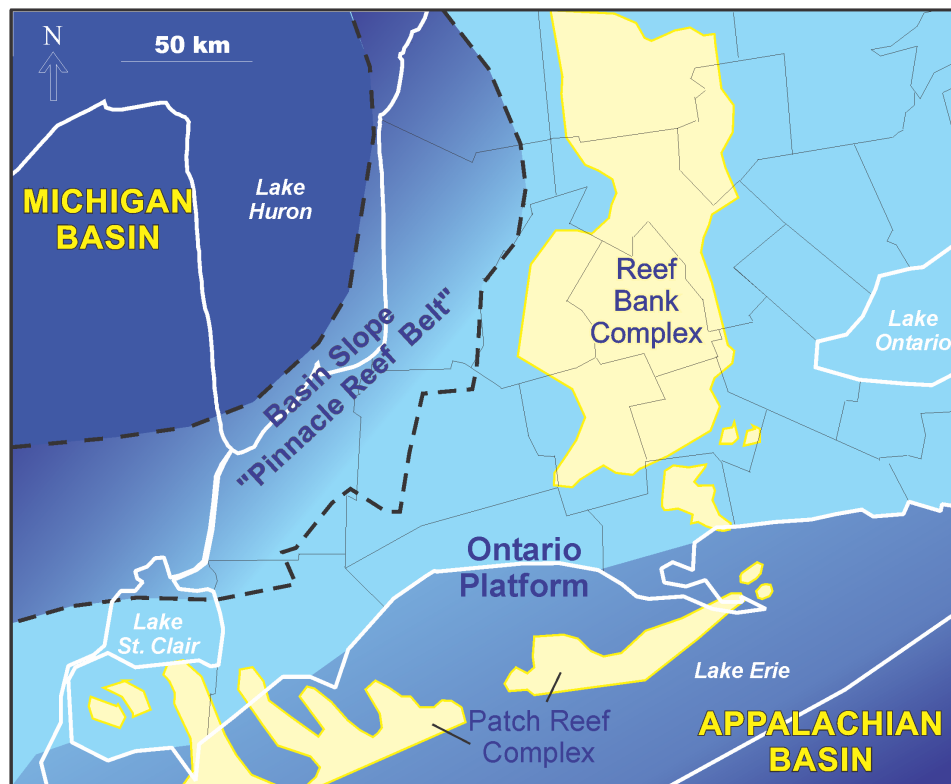 N
50 km
Lake
Huron
MICHIGAN
BASIN
Reef
Bank
Complex
Lake
Ontario
Basin Slope
"Pinnacle Reef Belt"
Ontario
Platform
Lake
St. Clair
Lake Erie
Patch Reef
Complex
APPALACHIAN
BASIN